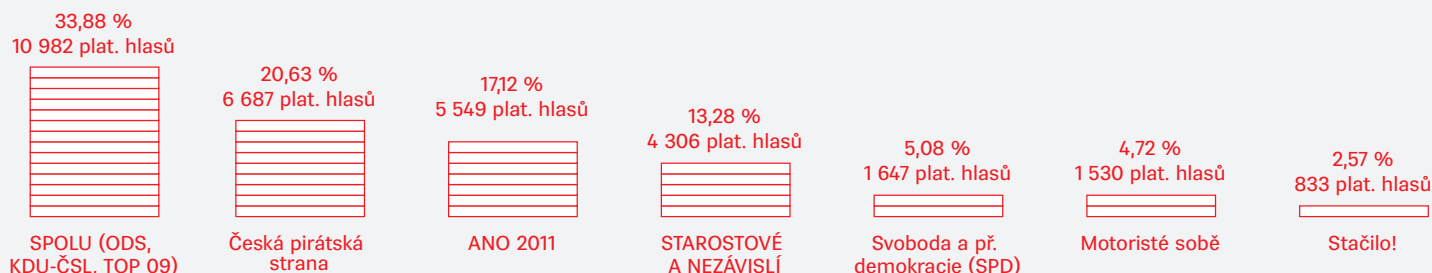 33,88 %
10 982 plat. hlasů
SPOLU (ODS,
KDU-ČSL, TOP 09)
20,63 %
6 687 plat. hlasů
Česká pirátská
strana
17,12 %
5 549 plat. hlasů
ANO 2011
13,28 %
4 306 plat. hlasů
STAROSTOVÉ
A NEZÁVISLÍ
5,08 %
1 647 plat. hlasů
Svoboda a př.
demokracie (SPD)
4,72 %
1 530 plat. hlasů
Motoristé sobě
2,57 %
833 plat. hlasů
Stačilo!